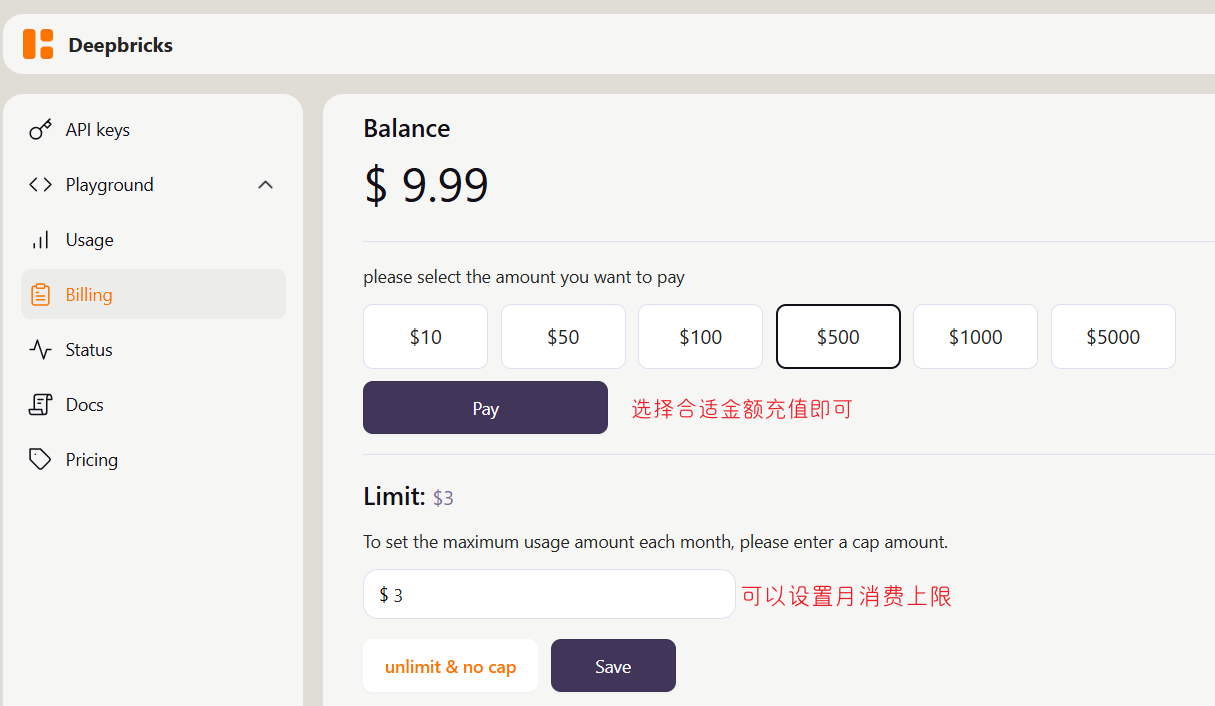 Deepbricks
API keys
Playground
Usage
Billing
Status
Docs
Pricing
Balance
$ 9.99
please select the amount you want to pay
$10 $50 $100 $500 $1000 $5000
Pay 选择合适金额充值即可
Limit: $3
To set the maximum usage amount each month, please enter a cap amount.
$ 3 可以设置月消费上限
unlimit & no cap Save